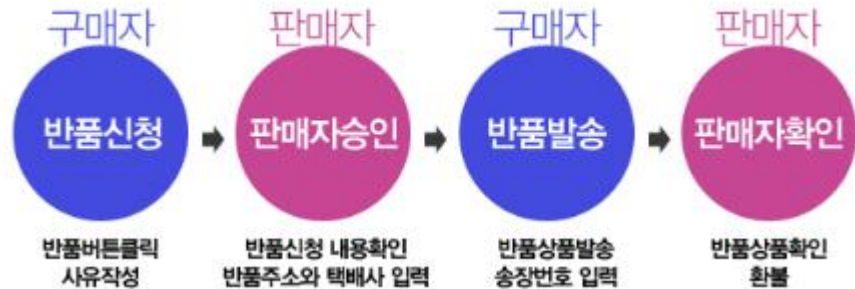 구매자
판매자
구매자
판매자
반품신청
판매자승인
반품발송
판매자확인
반품버튼클릭
사유작성
반품신청 내용확인
반품주소와 택배사 입력
반품상품발송
송장번호 입력
반품상품확인
환불